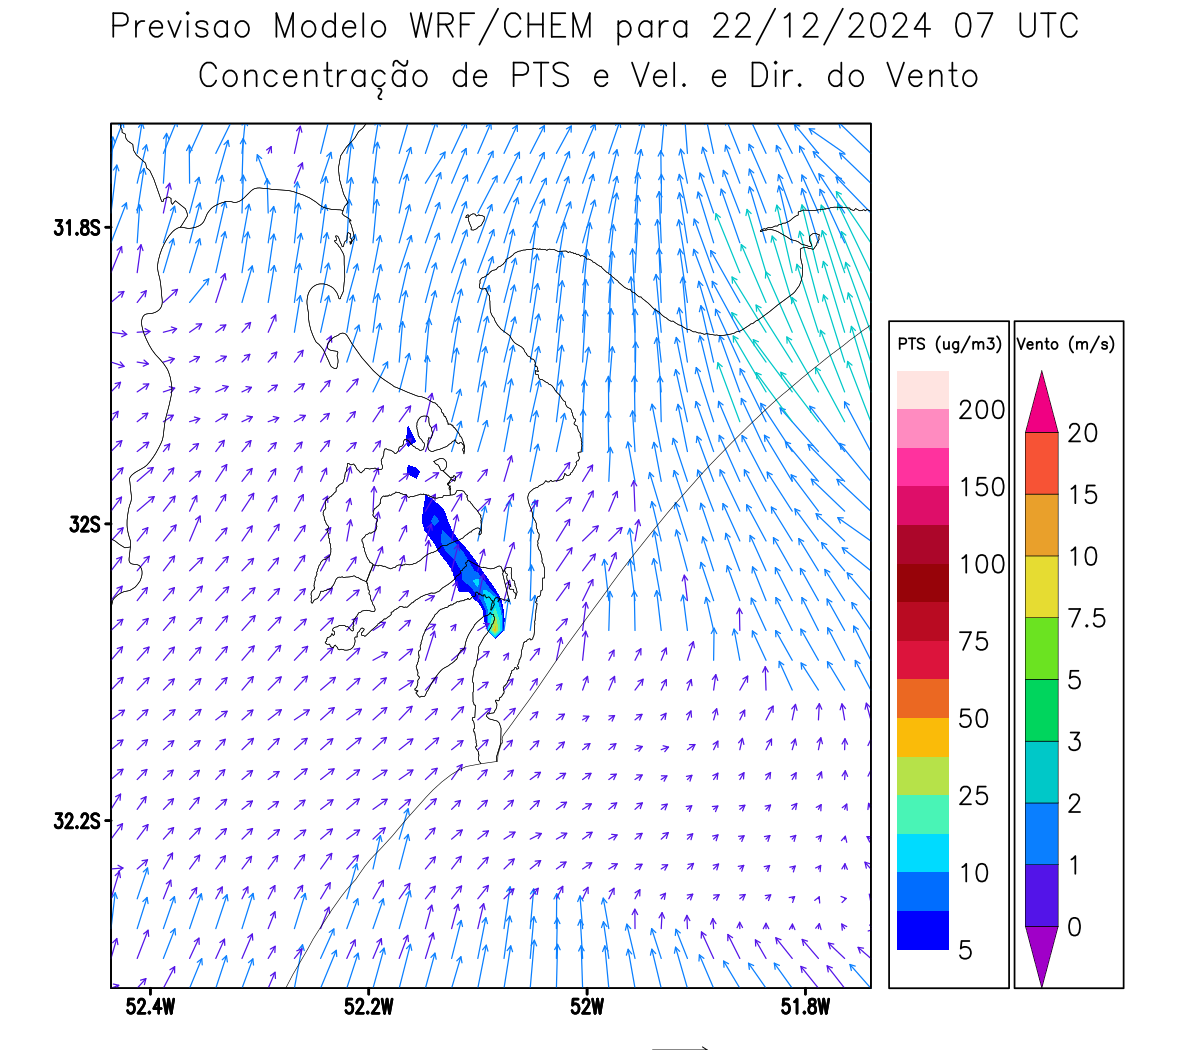 Previsao Modelo WRF/CHEM para 22/12/2024 07 UTC
Concentração de PTS e Vel. e Dir. do Vento
31.8S
32S
32.2S
52.4W 52.2W 52W 51.8W
PTS (ug/m3)
200
150
100
75
50
25
10
5
Vento (m/s)
20
15
10
7.5
5
3
2
1
0